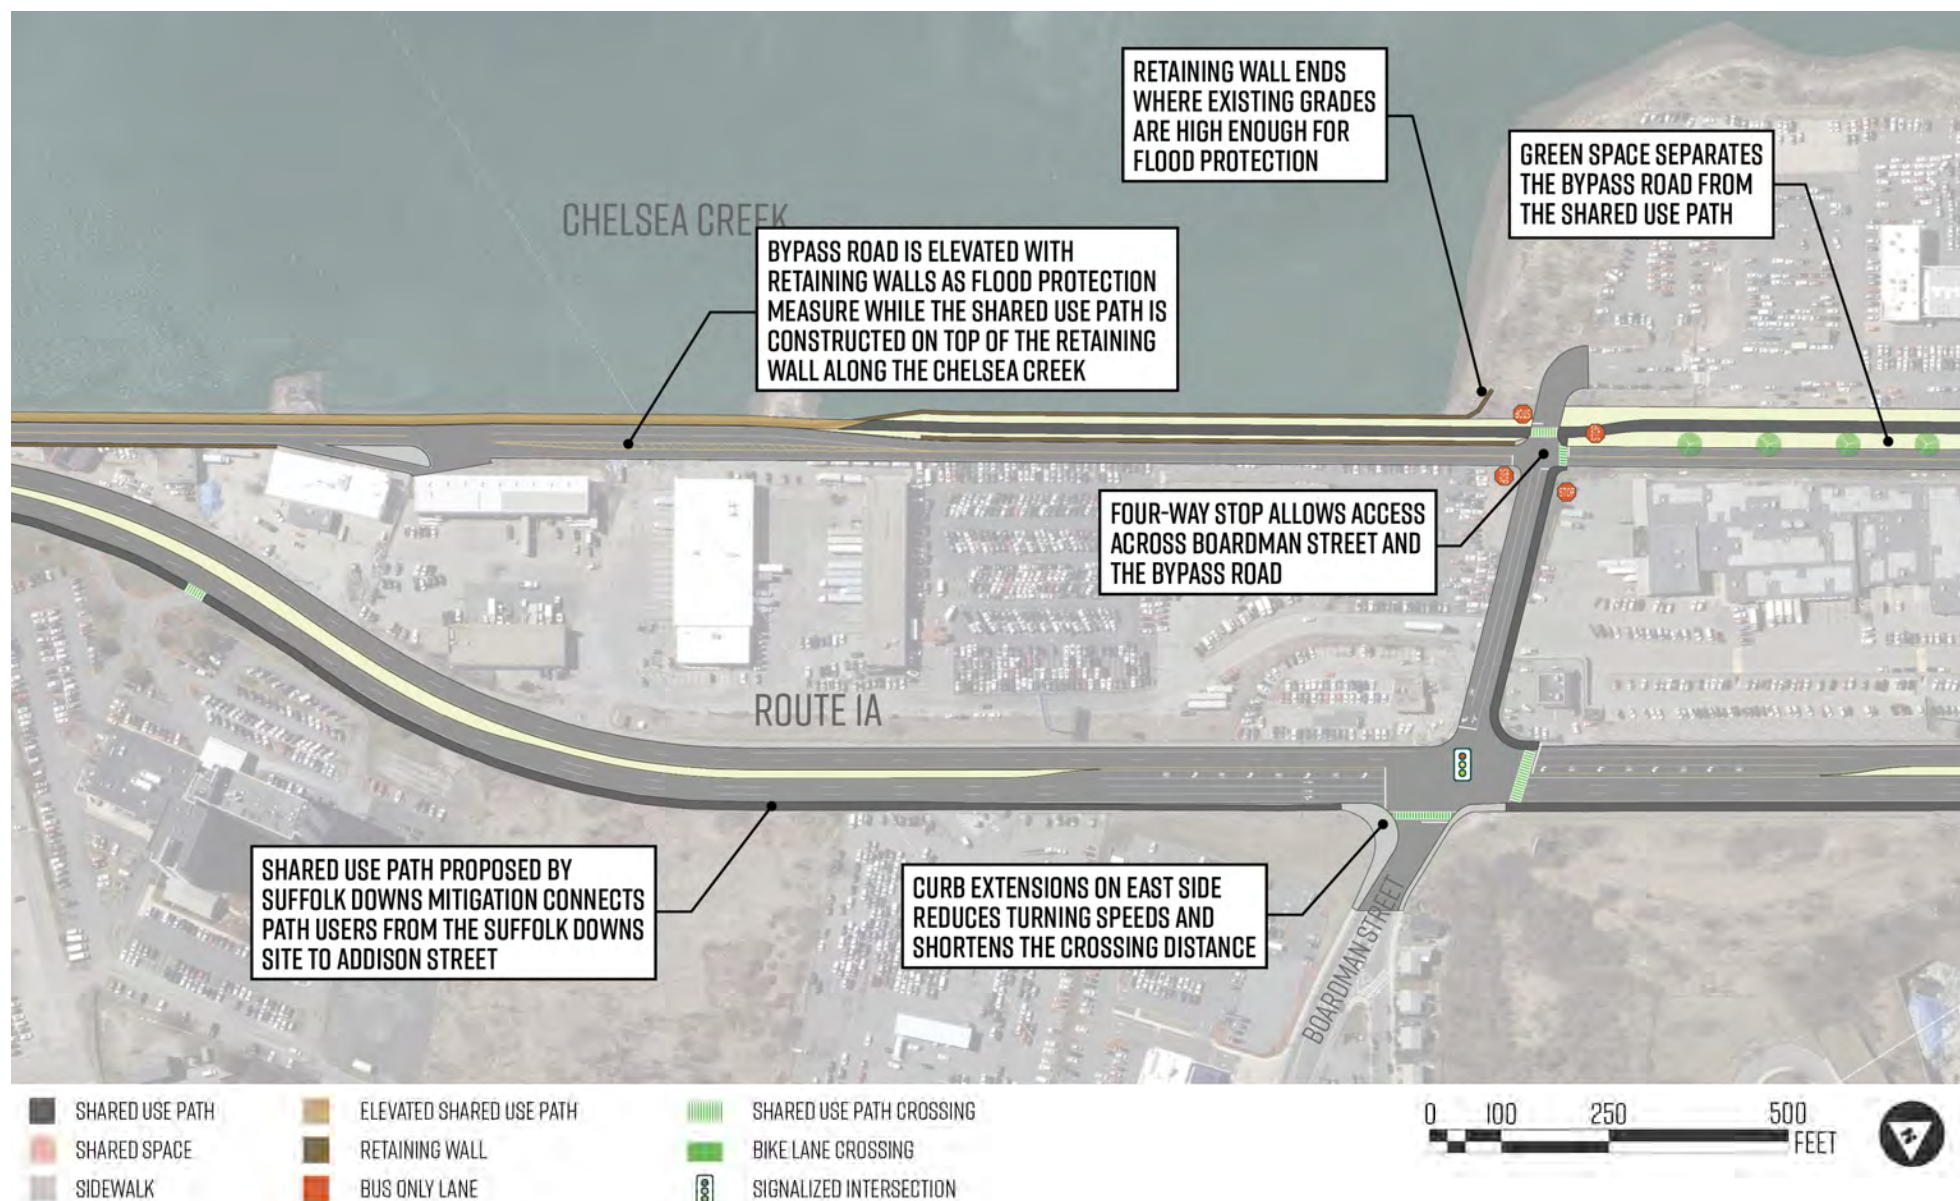 RETAINING WALL ENDS
WHERE EXISTING GRADES
ARE HIGH ENOUGH FOR
FLOOD PROTECTION
GREEN SPACE SEPARATES
THE BYPASS ROAD FROM
THE SHARED USE PATH
CHELSEA CREEK
BYPASS ROAD IS ELEVATED WITH
RETAINING WALLS AS FLOOD PROTECTION
MEASURE WHILE THE SHARED USE PATH IS
CONSTRUCTED ON TOP OF THE RETAINING
WALL ALONG THE CHELSEA CREEK
STOP
STOP
STOP
STOP
FOUR-WAY STOP ALLOWS ACCESS
ACROSS BOARDMAN STREET AND
THE BYPASS ROAD
ROUTE 1A
SHARED USE PATH PROPOSED BY
SUFFOLK DOWNS MITIGATION CONNECTS
PATH USERS FROM THE SUFFOLK DOWNS
SITE TO ADDISON STREET
CURB EXTENSIONS ON EAST SIDE
REDUCES TURNING SPEEDS AND
SHORTENS THE CROSSING DISTANCE
BOARDMAN STREET
SHARED USE PATH
SHARED SPACE
SIDEWALK
ELEVATED SHARED USE PATH
RETAINING WALL
BUS ONLY LANE
SHARED USE PATH CROSSING
BIKE LANE CROSSING
SIGNALIZED INTERSECTION
0 100 250 500
FEET
N